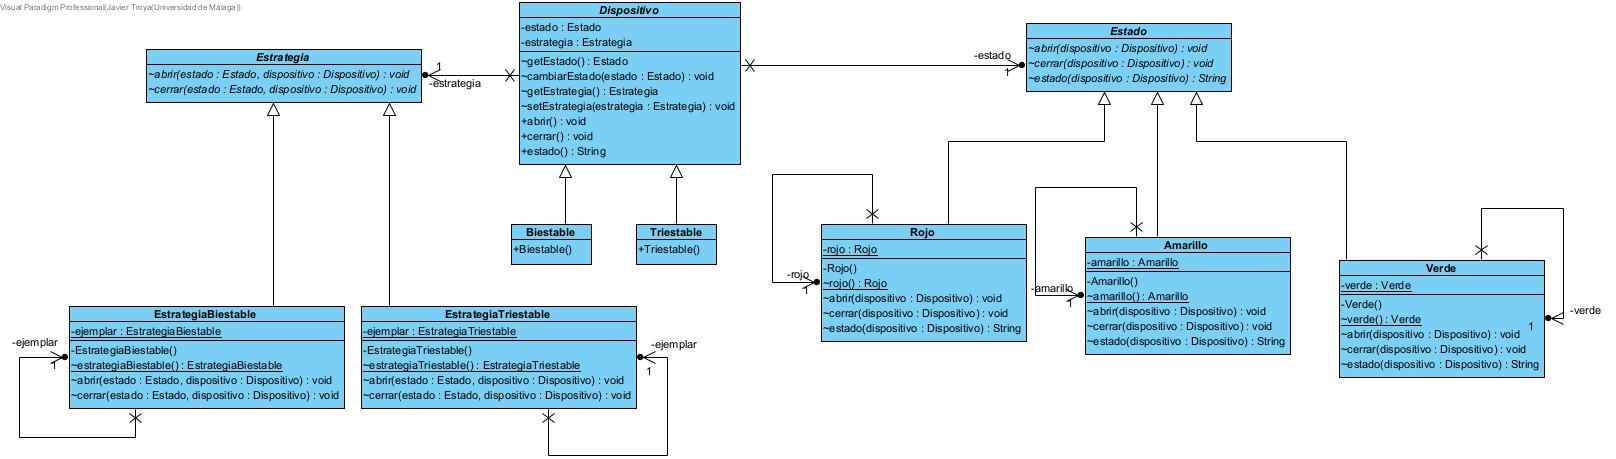 Visual Paradigm Professional(Javier Troya(Universidad de Málaga))
Dispositivo
-estado : Estado
-estrategia : Estrategia
~getEstado() : Estado
~cambiarEstado(estado : Estado) : void
~getEstrategia() : Estrategia
~setEstrategia(estrategia : Estrategia) : void
+abrir() : void
+cerrar() : void
+estado() : String
Estrategia
~abrir(estado : Estado, dispositivo : Dispositivo) : void
~cerrar(estado : Estado, dispositivo : Dispositivo) : void
1
-estrategia
-estado
1
Estado
~abrir(dispositivo : Dispositivo) : void
~cerrar(dispositivo : Dispositivo) : void
~estado(dispositivo : Dispositivo) : String
Biestable
+Biestable()
Triestable
+Triestable()
Rojo
-rojo : Rojo
-Rojo()
~rojo() : Rojo
~abrir(dispositivo : Dispositivo) : void
~cerrar(dispositivo : Dispositivo) : void
~estado(dispositivo : Dispositivo) : String
-rojo
1
Amarillo
-amarillo : Amarillo
-Amarillo()
~amarillo() : Amarillo
~abrir(dispositivo : Dispositivo) : void
~cerrar(dispositivo : Dispositivo) : void
~estado(dispositivo : Dispositivo) : String
-amarillo
1
Verde
-verde : Verde
-Verde()
~verde() : Verde
~abrir(dispositivo : Dispositivo) : void
~cerrar(dispositivo : Dispositivo) : void
~estado(dispositivo : Dispositivo) : String
1
-verde
EstrategiaBiestable
-ejemplar : EstrategiaBiestable
-EstrategiaBiestable()
~estrategiaBiestable() : EstrategiaBiestable
~abrir(estado : Estado, dispositivo : Dispositivo) : void
~cerrar(estado : Estado, dispositivo : Dispositivo) : void
-ejemplar
1
EstrategiaTriestable
-ejemplar : EstrategiaTriestable
-EstrategiaTriestable()
~estrategiaTriestable() : EstrategiaTriestable
~abrir(estado : Estado, dispositivo : Dispositivo) : void
~cerrar(estado : Estado, dispositivo : Dispositivo) : void
-ejemplar
1